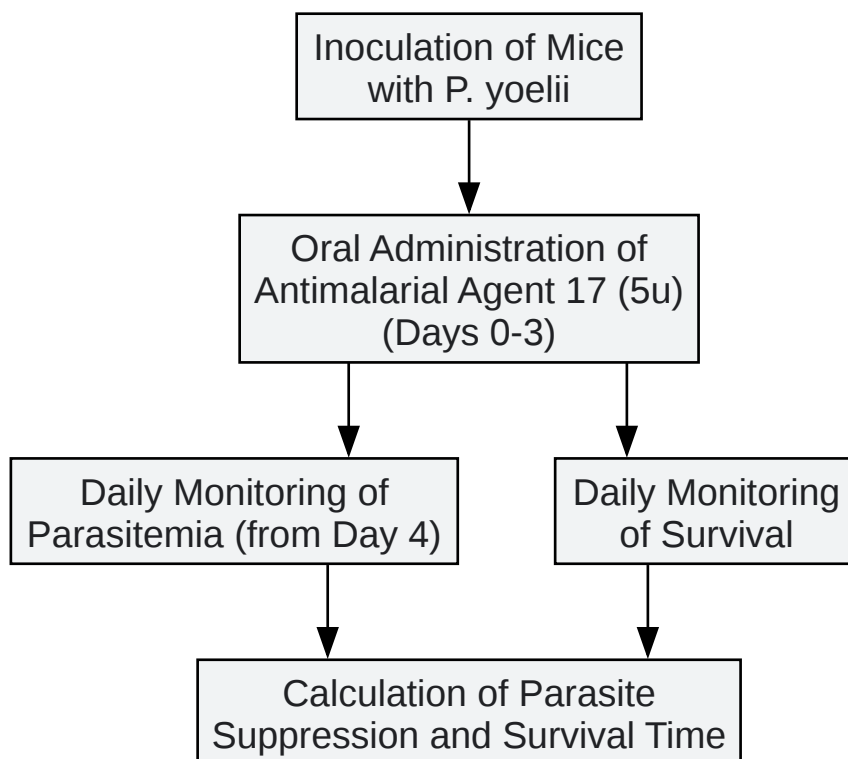 Inoculation of Mice
with P. yoelii
Oral Administration of
Antimalarial Agent 17 (5u)
(Days 0-3)
Daily Monitoring of
Parasitemia (from Day 4)
Daily Monitoring
of Survival
Calculation of Parasite
Suppression and Survival Time